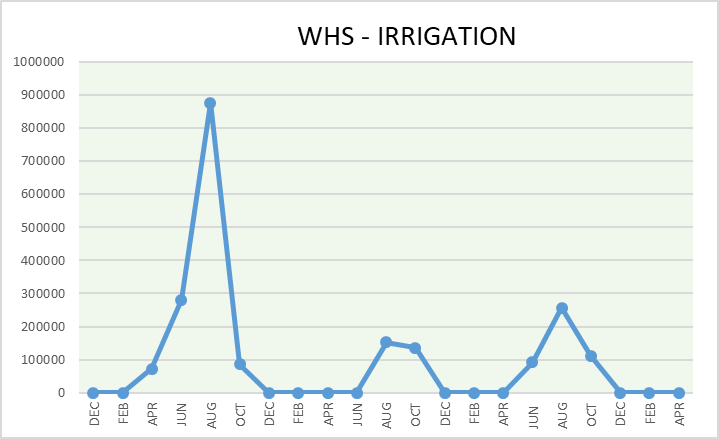 WHS - IRRIGATION
1000000
900000
800000
700000
600000
500000
400000
300000
200000
100000
0
DEC
FEB
APR
JUN
AUG
OCT
DEC
FEB
APR
JUN
AUG
OCT
DEC
FEB
APR
JUN
AUG
OCT
DEC
FEB
APR